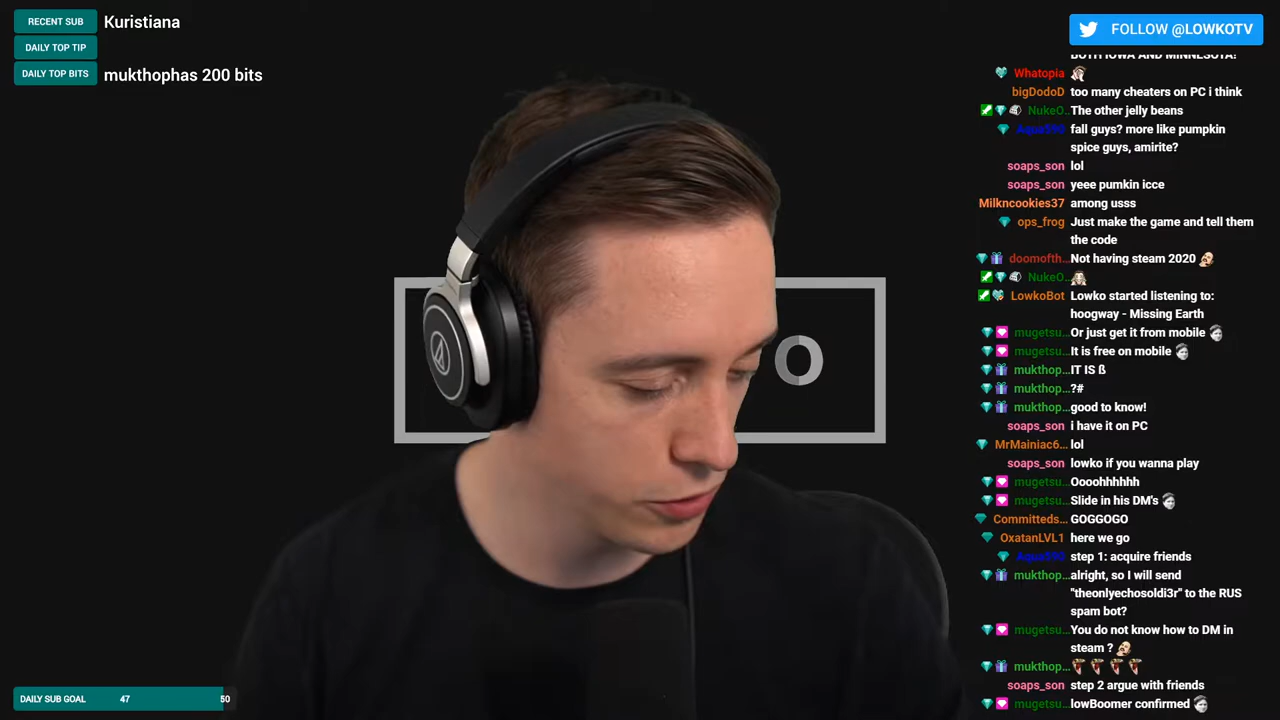 RECENT SUB Kuristiana
DAILY TOP TIP
DAILY TOP BITS mukthophas 200 bits
FOLLOW @LOWKOTV
BOTH IOWA AND MINNESOTA!
Whatopia
bigDodoD too many cheaters on PC i think
NukeO... The other jelly beans
Aqua590 fall guys? more like pumpkin
spice guys, amirite?
soaps_son lol
soaps_son yeee pumkin icce
Milkncookies37 among usss
ops_frog Just make the game and tell them
the code
doomofth... Not having steam 2020
NukeO...
LowkoBot Lowko started listening to:
hoogway - Missing Earth
mugetsu... Or just get it from mobile
mugetsu... It is free on mobile
mukthop... IT IS ß
mukthop... ?#
mukthop... good to know!
soaps_son i have it on PC
MrMainiac6... lol
soaps_son lowko if you wanna play
mugetsu... Ooohhhhhh
mugetsu... Slide in his DM's
Committeds... GOGGOGO
OxatanLVL1 here we go
Aqua590 step 1: acquire friends
mukthop... alright, so I will send
"theonlyechosoldi3r" to the RUS
spam bot?
mugetsu... You do not know how to DM in
steam ?
mukthop...
soaps_son step 2 argue with friends
mugetsu... lowBoomer confirmed
O
DAILY SUB GOAL 47 50